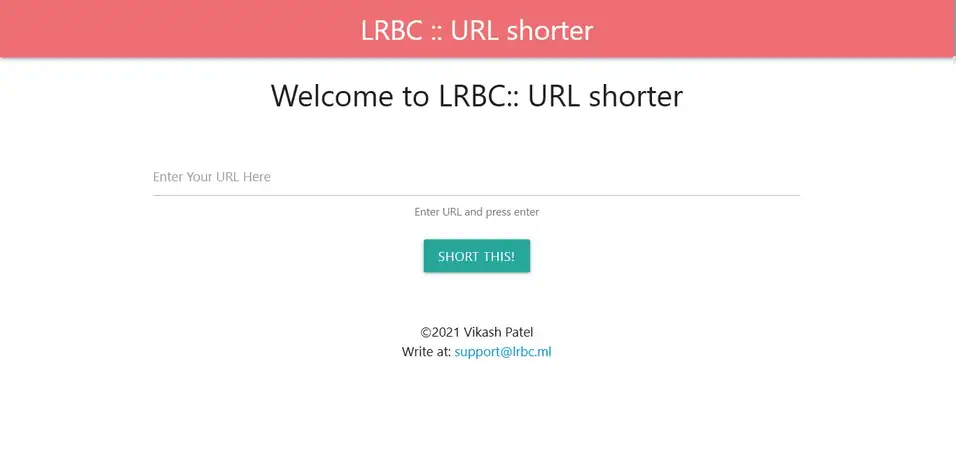 LRBC :: URL shorter
Welcome to LRBC:: URL shorter
Enter Your URL Here
Enter URL and press enter
SHORT THIS!
©2021 Vikash Patel
Write at: support@lrbc.ml